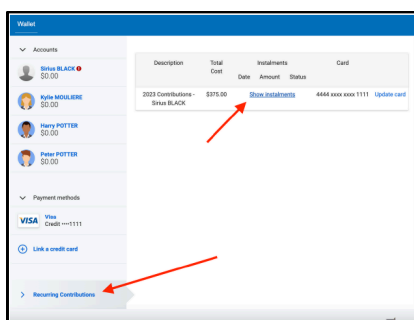 Wallet
Accounts
Sirius BLACK
$0.00
Kylie MOULIERE
$0.00
Harry POTTER
$0.00
Peter POTTER
$0.00
Payment methods
VISA
Visa
Credit ····1111
Link a credit card
Recurring Contributions
Description Total Cost Instalments Card
Date Amount Status
2023 Contributions - $375.00 Show instalments 4444 xxxx xxxx 1111 Update card
Sirius BLACK